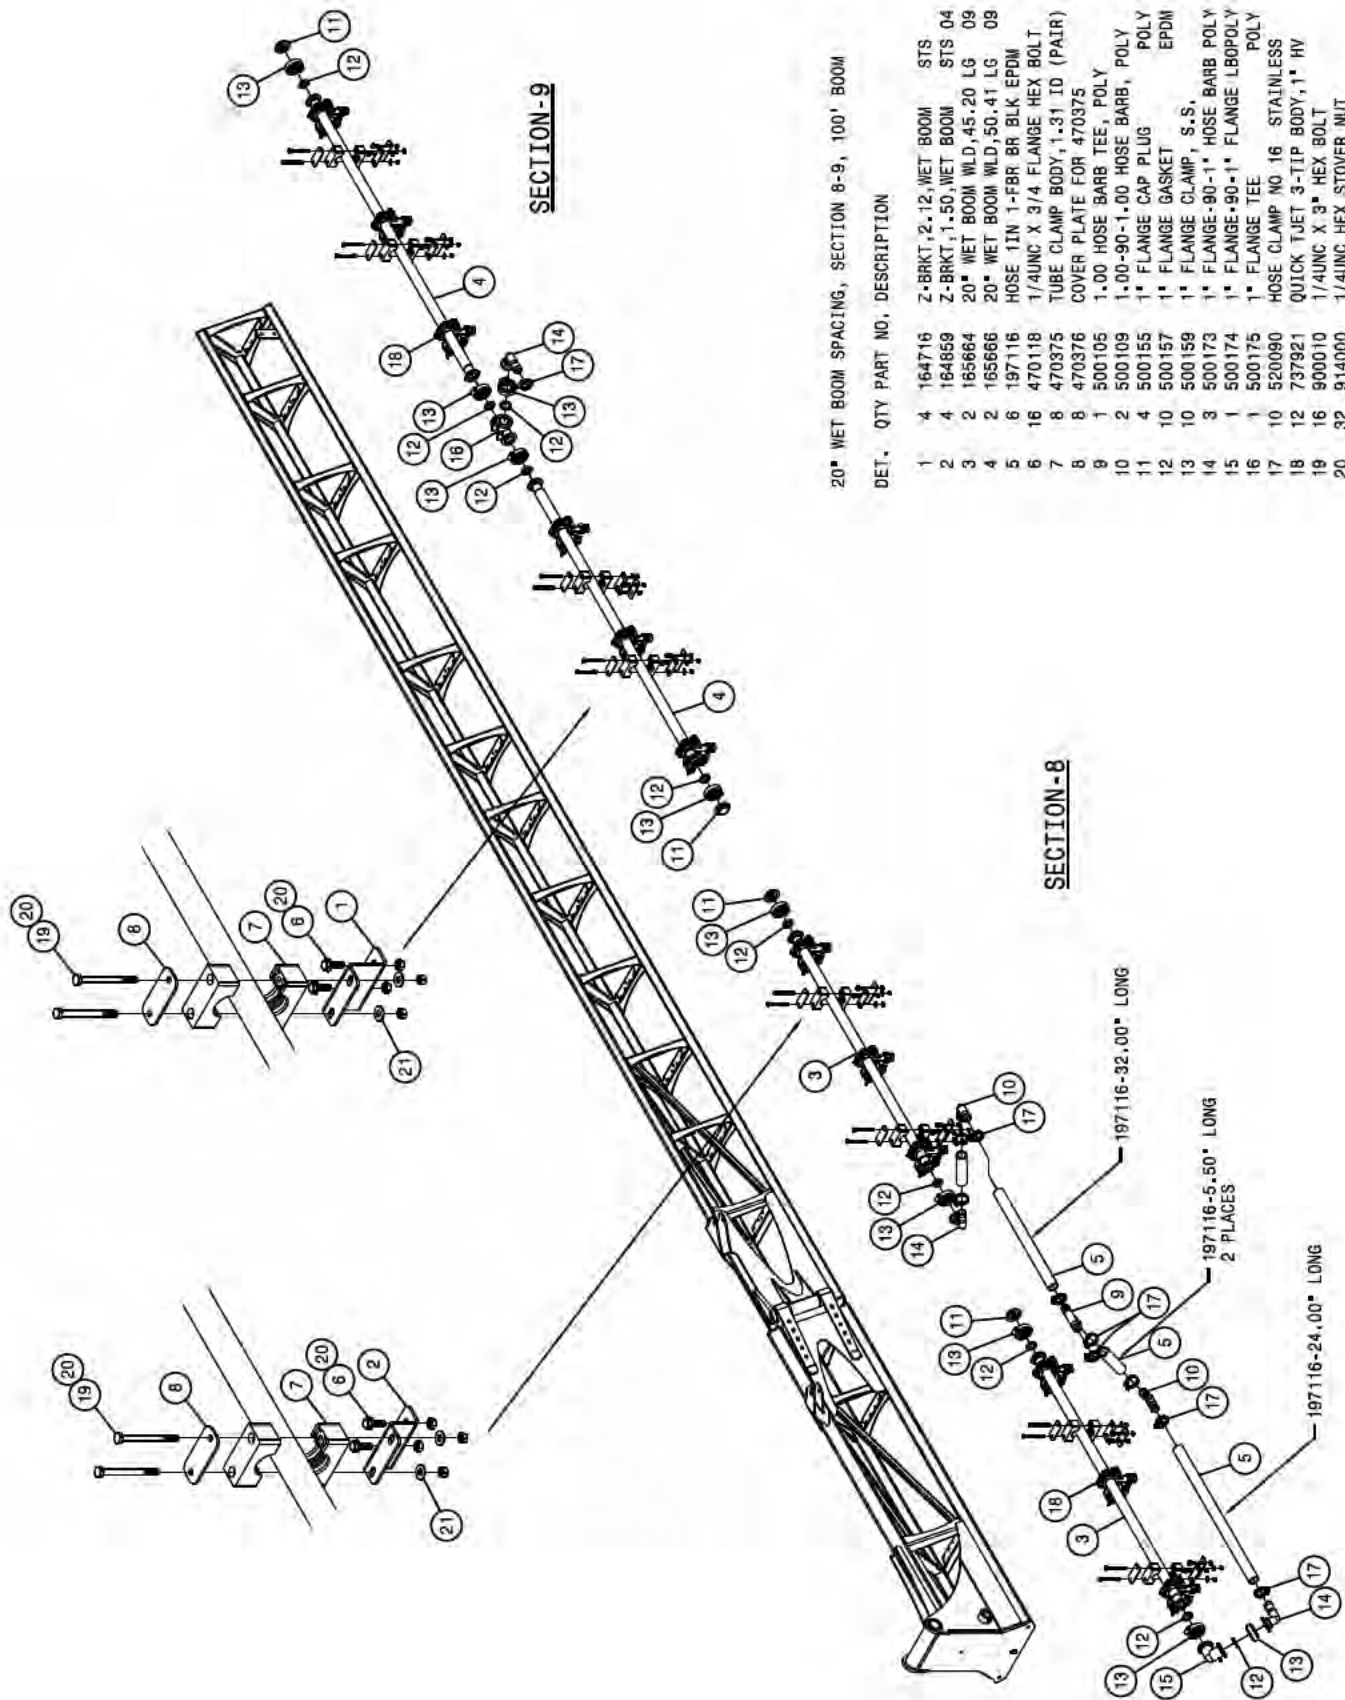 20" WET BOOM SPACING, SECTION 8-9, 100' BOOM
DET. QTY PART NO. DESCRIPTION
1 4 164716 Z-BRKT,2.12,WET BOOM STS
2 4 164859 Z-BRKT,1.50,WET BOOM STS 04
3 2 165664 20" WET BOOM WLD,45.20 LG 09
4 2 165666 20" WET BOOM WLD,50.41 LG 09
5 6 197116 HOSE 1IN 1-FBR BR BLK EPDM
6 16 470118 1/4UNC X 3/4 FLANGE HEX BOLT
7 8 470375 TUBE CLAMP BODY,1.31 ID (PAIR)
8 8 470376 COVER PLATE FOR 470375
9 1 500105 1.00 HOSE BARB TEE, POLY
10 2 500109 1.00-90-1.00 HOSE BARB, POLY
11 4 500155 1" FLANGE CAP PLUG POLY
12 10 500157 1" FLANGE GASKET EPDM
13 10 500159 1" FLANGE CLAMP, S.S.
14 3 500173 1" FLANGE-90-1" HOSE BARB POLY
15 1 500174 1" FLANGE-90-1" FLANGE LBOPOLY
16 1 500175 1" FLANGE TEE POLY
17 10 520090 HOSE CLAMP NO 16 STAINLESS
18 12 737921 QUICK TJET 3-TIP BODY,1" HV
19 16 900010 1/4UNC X 3" HEX BOLT
20 32 914000 1/4UNC HEX STOVER NUT
SECTION-9
11
13
12
4
18
14
17
13
13
12
12
16
13
12
4
12
13
11
SECTION-8
11
13
12
3
10
17
12
13
14
197116-32.00" LONG
5
9
17
5
197116-5.50" LONG
2 PLACES
10
17
11
13
12
5
197116-24.00" LONG
18
3
17
14
12
13
15
12
13
20
19
8
7
20
6
1
21
20
19
8
7
20
6
2
21